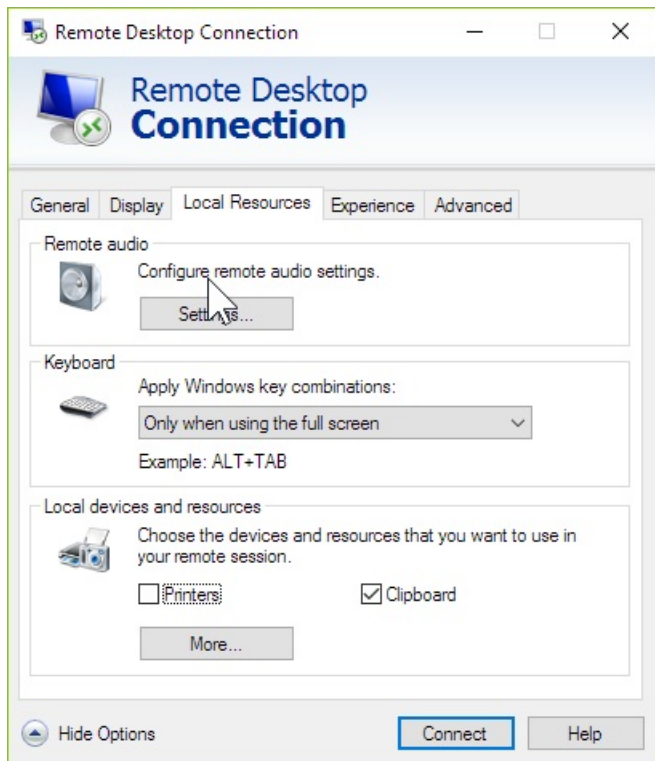 Remote Desktop Connection
Remote Desktop
Connection
General Display Local Resources Experience Advanced
Remote audio
Configure remote audio settings.
Settings...
Keyboard
Apply Windows key combinations:
Only when using the full screen
Example: ALT+TAB
Local devices and resources
Choose the devices and resources that you want to use in
your remote session.
Printers Clipboard
More...
Hide Options Connect Help